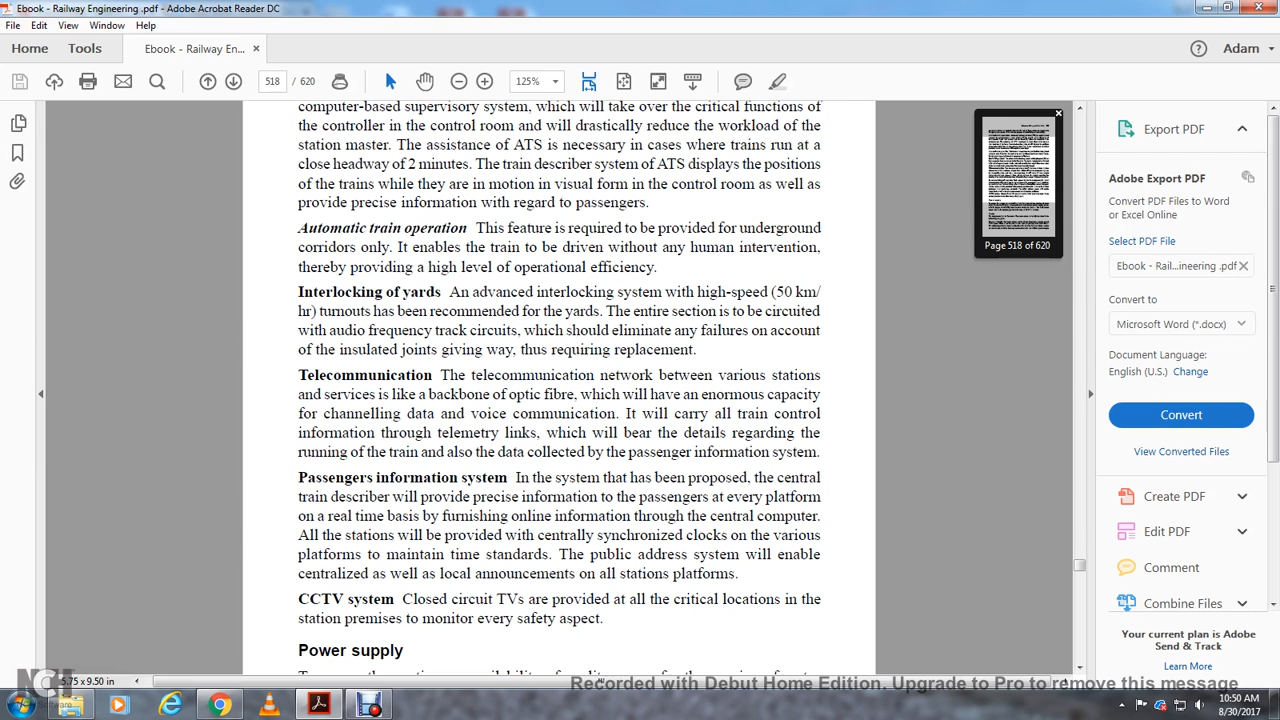 Ebook - Railway Engineering .pdf - Adobe Acrobat Reader DC
File Edit View Window Help
Home Tools Ebook - Railway En... × Adam
518 / 620 125%
computer-based supervisory system, which will take over the critical functions of
the controller in the control room and will drastically reduce the workload of the
station master. The assistance of ATS is necessary in cases where trains run at a
close headway of 2 minutes. The train describer system of ATS displays the positions
of the trains while they are in motion in visual form in the control room as well as
provide precise information with regard to passengers.
Automatic train operation This feature is required to be provided for underground
corridors only. It enables the train to be driven without any human intervention,
thereby providing a high level of operational efficiency.
Interlocking of yards An advanced interlocking system with high-speed (50 km/
hr) turnouts has been recommended for the yards. The entire section is to be circuited
with audio frequency track circuits, which should eliminate any failures on account
of the insulated joints giving way, thus requiring replacement.
Telecommunication The telecommunication network between various stations
and services is like a backbone of optic fibre, which will have an enormous capacity
for channelling data and voice communication. It will carry all train control
information through telemetry links, which will bear the details regarding the
running of the train and also the data collected by the passenger information system.
Passengers information system In the system that has been proposed, the central
train describer will provide precise information to the passengers at every platform
on a real time basis by furnishing online information through the central computer.
All the stations will be provided with centrally synchronized clocks on the various
platforms to maintain time standards. The public address system will enable
centralized as well as local announcements on all stations platforms.
CCTV system Closed circuit TVs are provided at all the critical locations in the
station premises to monitor every safety aspect.
Power supply
Page 518 of 620
Export PDF
Adobe Export PDF
Convert PDF Files to Word
or Excel Online
Select PDF File
Ebook - Rail...ineering .pdf
Convert to
Microsoft Word (*.docx)
Document Language:
English (U.S.) Change
Convert
View Converted Files
Create PDF
Edit PDF
Comment
Combine Files
Your current plan is Adobe
Send & Track
Learn More
5.75 x 9.50 in
NCH Software
Recorded with Debut Home Edition. Upgrade to Pro to remove this message
10:50 AM
8/30/2017